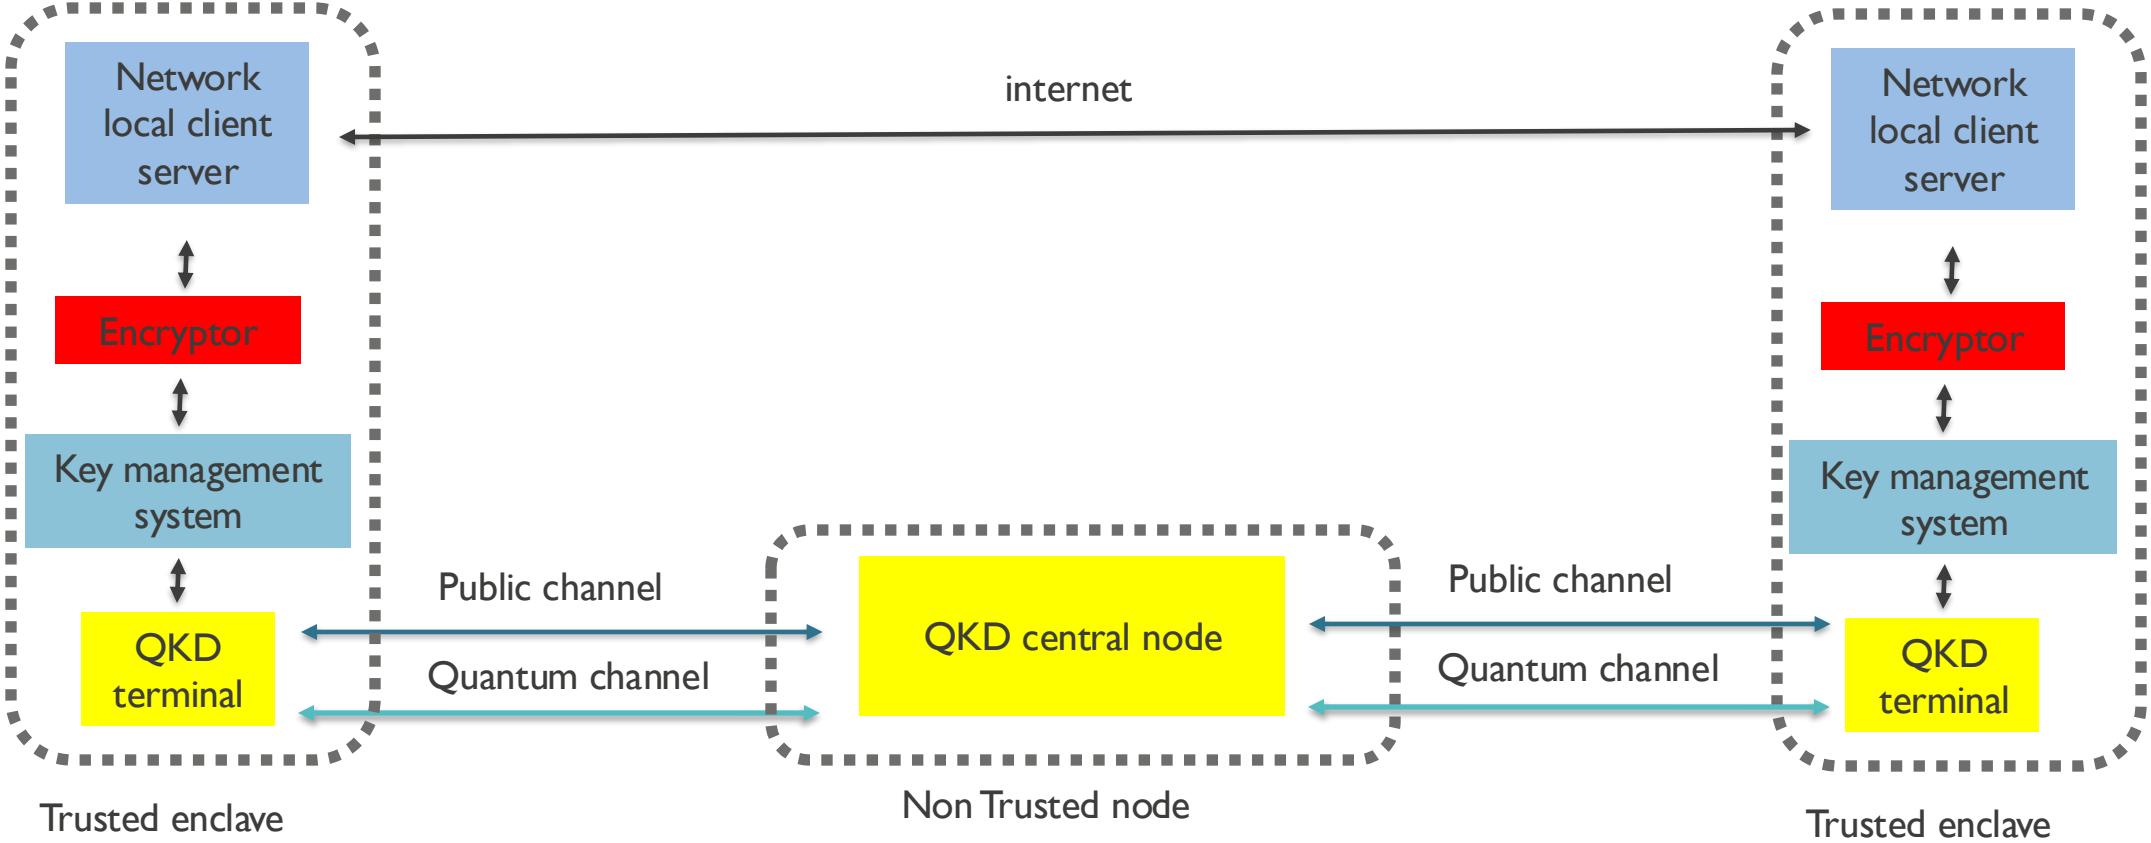 Network
local client
server
Encryptor
Key management
system
QKD
terminal
Trusted enclave
internet
Public channel
Quantum channel
QKD central node
Non Trusted node
Public channel
Quantum channel
Network
local client
server
Encryptor
Key management
system
QKD
terminal
Trusted enclave